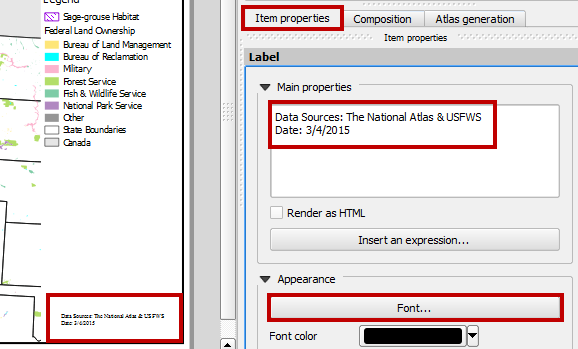 Legend
Sage-grouse Habitat
Federal Land Ownership
Bureau of Land Management
Bureau of Reclamation
Military
Forest Service
Fish & Wildlife Service
National Park Service
Other
State Boundaries
Canada
Data Sources: The National Atlas & USFWS
Date: 3/6/2015
Item properties
Composition
Atlas generation
Item properties
Label
Main properties
Data Sources: The National Atlas & USFWS
Date: 3/4/2015
Render as HTML
Insert an expression...
Appearance
Font...
Font color